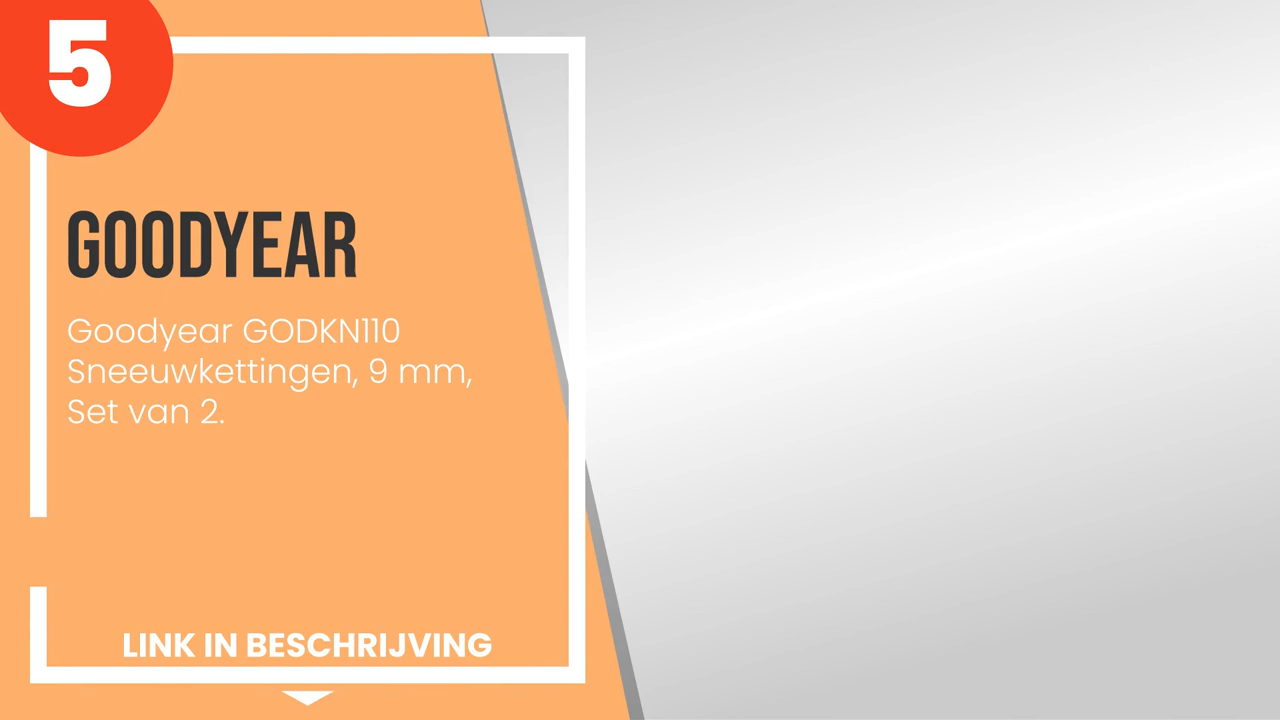 5
GOODYEAR
Goodyear GODKN110
Sneeuwkettingen, 9 mm,
Set van 2.
LINK IN BESCHRIJVING